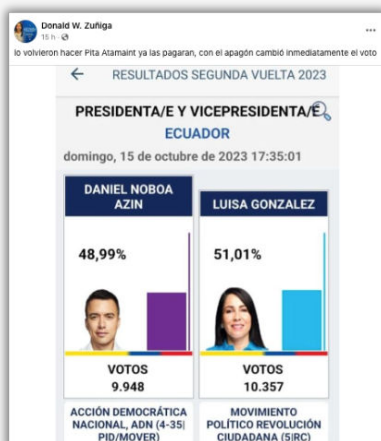 Donald W. Zuñiga
15 h ·
lo volvieron hacer Pita Atamaint ya las pagaran, con el apagón cambió inmediatamente el voto
RESULTADOS SEGUNDA VUELTA 2023
PRESIDENTA/E Y VICEPRESIDENTA/E
ECUADOR
domingo, 15 de octubre de 2023 17:35:01
DANIEL NOBOA
AZIN
48,99%
VOTOS
9.948
ACCIÓN DEMOCRÁTICA
NACIONAL, ADN (4-35|
PID/MOVER)
LUISA GONZALEZ
51,01%
VOTOS
10.357
MOVIMIENTO
POLÍTICO REVOLUCIÓN
CIUDADANA (5|RC)